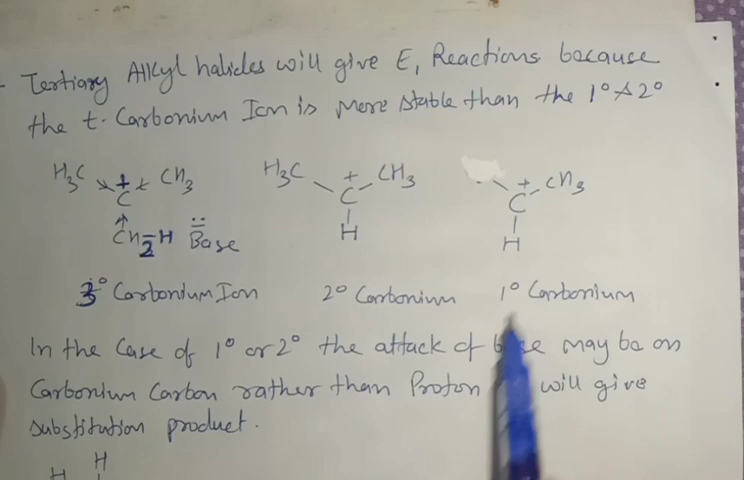 Tertiary Alkyl halides will give E, Reactions because
the t. Carbonium Ion is More stable than the 1° & 2°
H₃C + CH₃ H₃C + CH₃ + CH₃
C C C
CH₂-H Base H H
3° Carbonium Ion 2° Carbonium 1° Carbonium
In the Case of 1° or 2° the attack of base may be on
Carbonium Carbon rather than Proton will give
substitution product.
H H